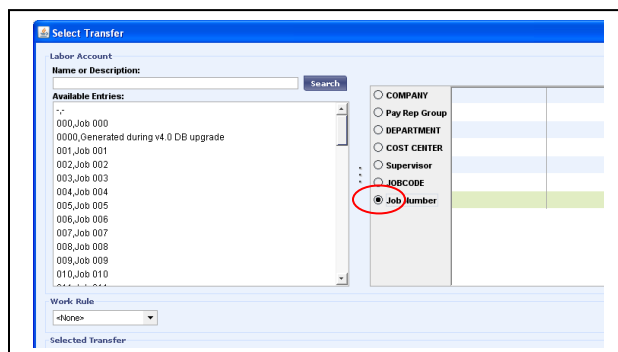 Select Transfer
Labor Account
Name or Description:
Search
Available Entries:
-,-
000,Job 000
0000,Generated during v4.0 DB upgrade
001,Job 001
002,Job 002
003,Job 003
004,Job 004
005,Job 005
006,Job 006
007,Job 007
008,Job 008
009,Job 009
010,Job 010
COMPANY
Pay Rep Group
DEPARTMENT
COST CENTER
Supervisor
JOBCODE
Job Number
Work Rule
<None>
Selected Transfer